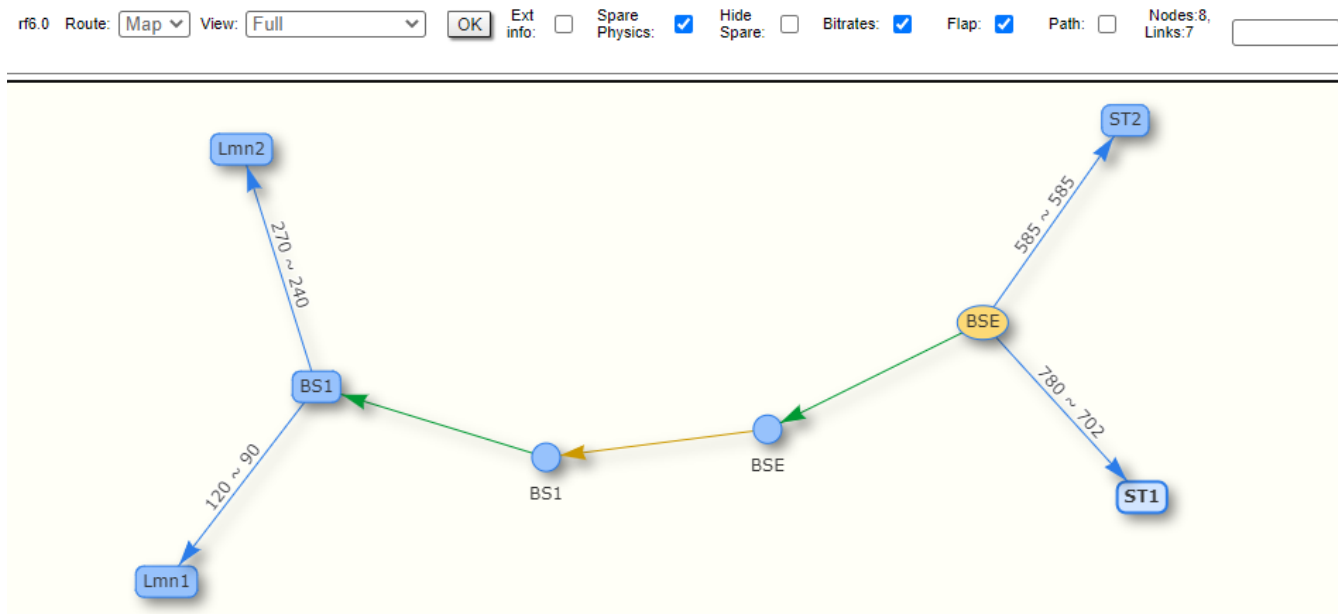 rf6.0 Route: Map View: Full OK Ext info: Spare Physics: Hide Spare: Bitrates: Flap: Path: Nodes:8, Links:7
ST2
Lmn2
585 ~ 585
270 ~ 240
BSE
BS1
780 ~ 702
BSE
120 ~ 90
BS1
ST1
Lmn1